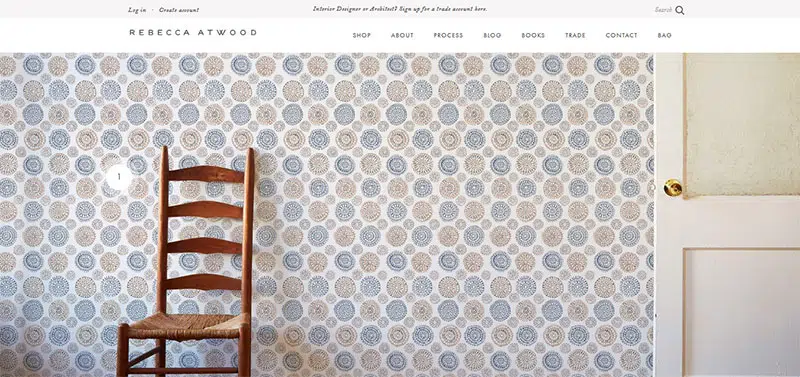 Log in · Create account
Interior Designer or Architect? Sign up for a trade account here.
Search
REBECCA ATWOOD
SHOP ABOUT PROCESS BLOG BOOKS TRADE CONTACT BAG
1